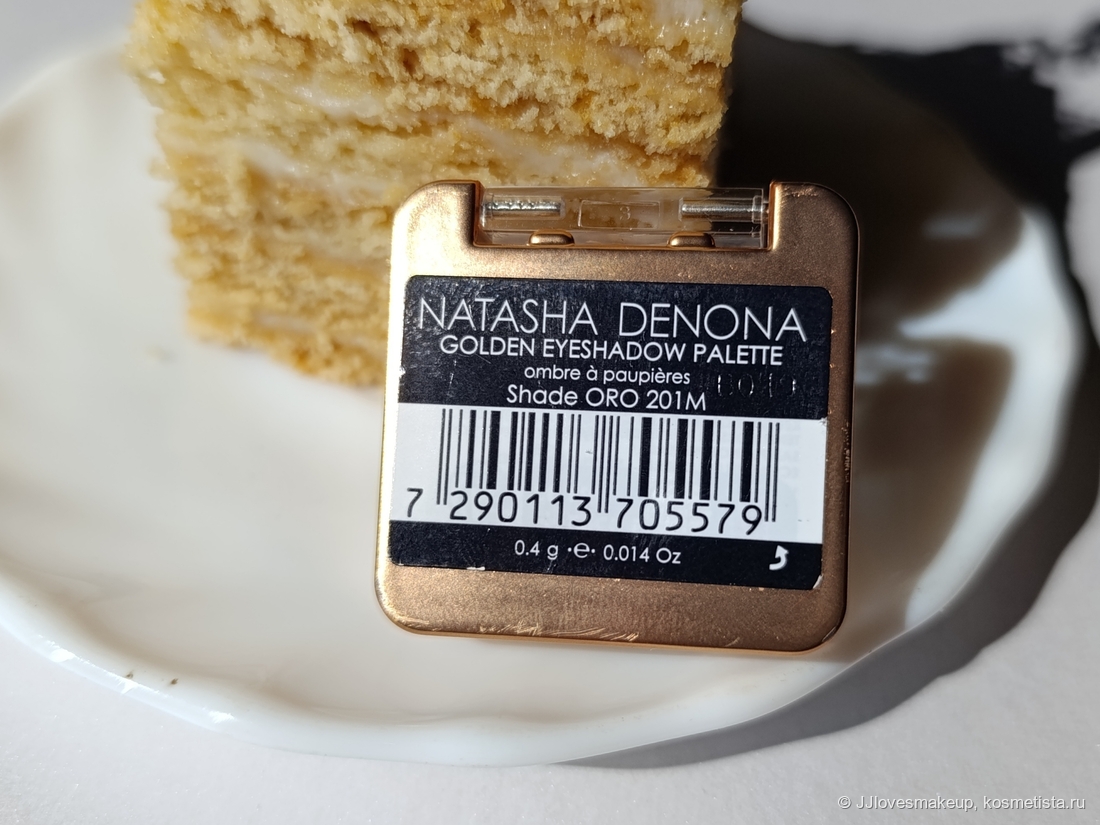 NATASHA DENONA
GOLDEN EYESHADOW PALETTE
ombre à paupières
Shade ORO 201M
7 290113 705579
0.4 g ·e· 0.014 Oz
© JJlovesmakeup, kosmetista.ru